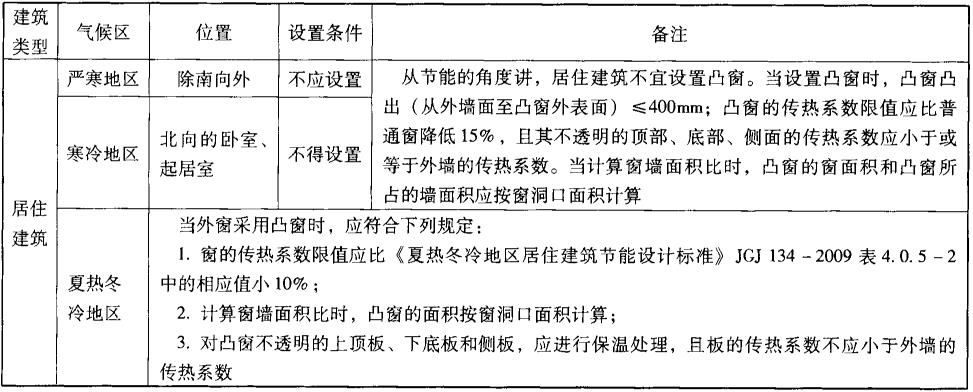 建筑
类型
气候区
位置
设置条件
备注
居住
建筑
严寒地区
除南向外
不应设置
寒冷地区
北向的卧室、
起居室
不得设置
从节能的角度讲，居住建筑不宜设置凸窗。当设置凸窗时，凸窗凸
出（从外墙面至凸窗外表面）≤400mm；凸窗的传热系数限值应比普
通窗降低15%，且其不透明的顶部、底部、侧面的传热系数应小于或
等于外墙的传热系数。当计算窗墙面积比时，凸窗的窗面积和凸窗所
占的墙面积应按窗洞口面积计算
夏热冬
冷地区
当外窗采用凸窗时，应符合下列规定：
1. 窗的传热系数限值应比《夏热冬冷地区居住建筑节能设计标准》JGJ 134－2009 表 4.0.5－2
中的相应值小10%；
2. 计算窗墙面积比时，凸窗的面积按窗洞口面积计算；
3. 对凸窗不透明的上顶板、下底板和侧板，应进行保温处理，且板的传热系数不应小于外墙的
传热系数